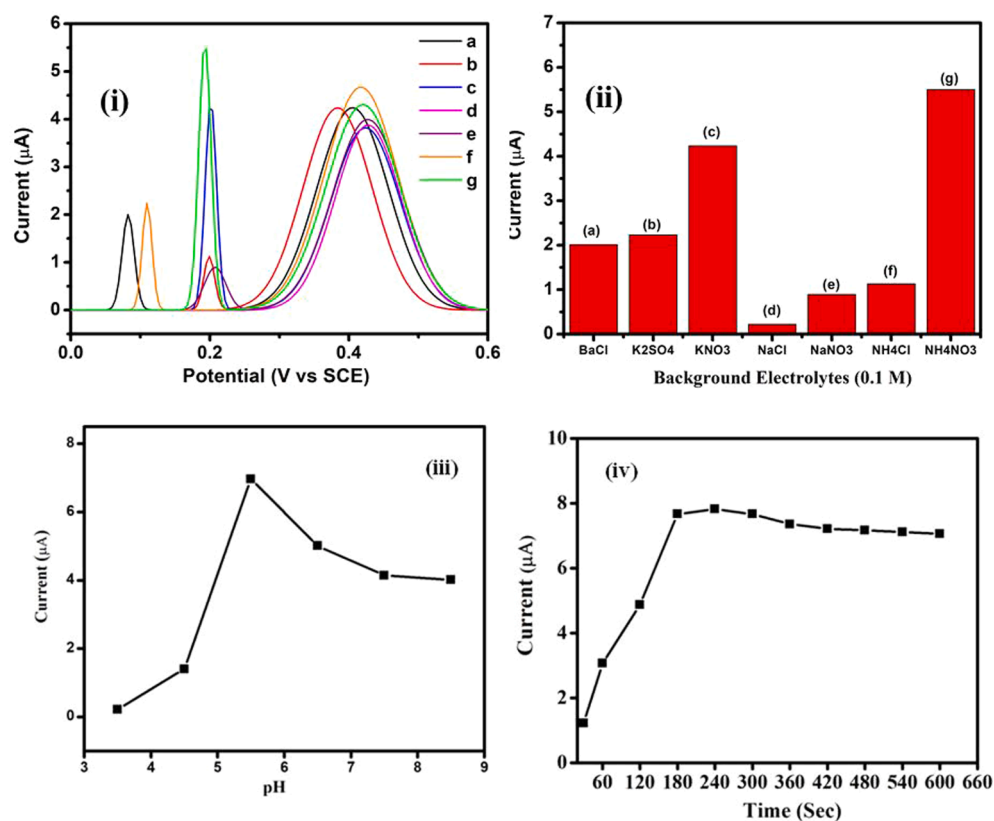 (i)
Current (µA)
6
5
4
3
2
1
0
a
b
c
d
e
f
g
0.0 0.2 0.4 0.6
Potential (V vs SCE)
(ii)
Current (µA)
7
6
5
4
3
2
1
0
(a) (b) (c) (d) (e) (f) (g)
BaCl K2SO4 KNO3 NaCl NaNO3 NH4Cl NH4NO3
Background Electrolytes (0.1 M)
(iii)
Current (µA)
8
6
4
2
0
3 4 5 6 7 8 9
pH
(iv)
Current (µA)
10
8
6
4
2
0
60 120 180 240 300 360 420 480 540 600 660
Time (Sec)